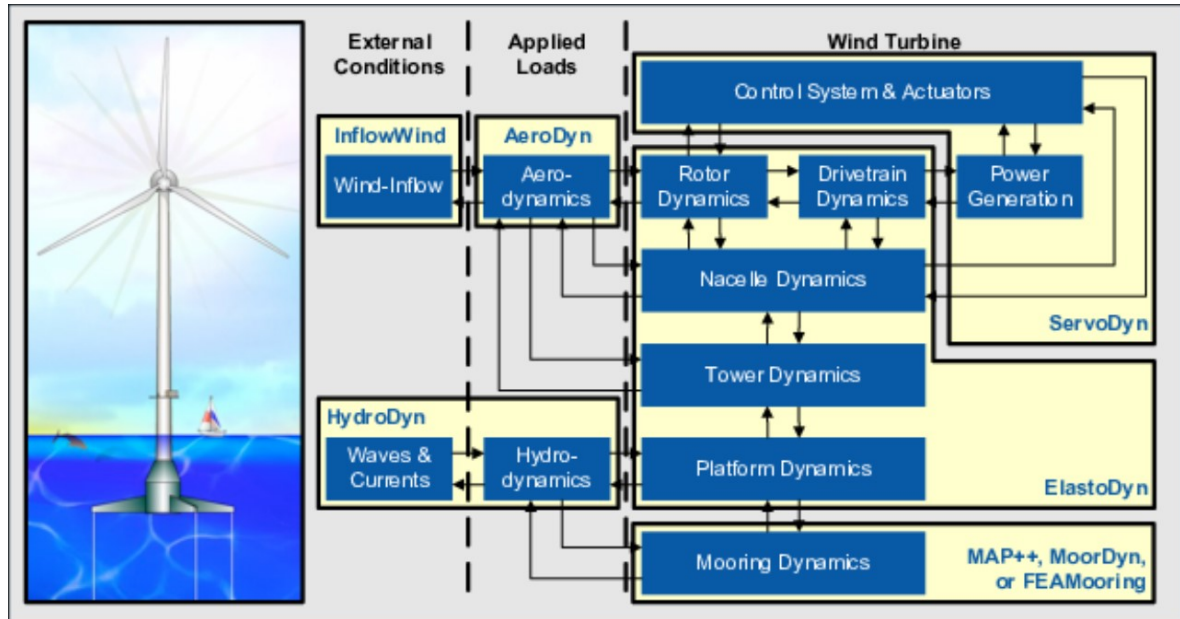 External
Conditions
Applied
Loads
Wind Turbine
Control System & Actuators
InflowWind
AeroDyn
Wind-Inflow
Aero-
dynamics
Rotor
Dynamics
Drivetrain
Dynamics
Power
Generation
Nacelle Dynamics
ServoDyn
Tower Dynamics
HydroDyn
Waves &
Currents
Hydro-
dynamics
Platform Dynamics
ElastoDyn
Mooring Dynamics
MAP++, MoorDyn,
or FEAMooring